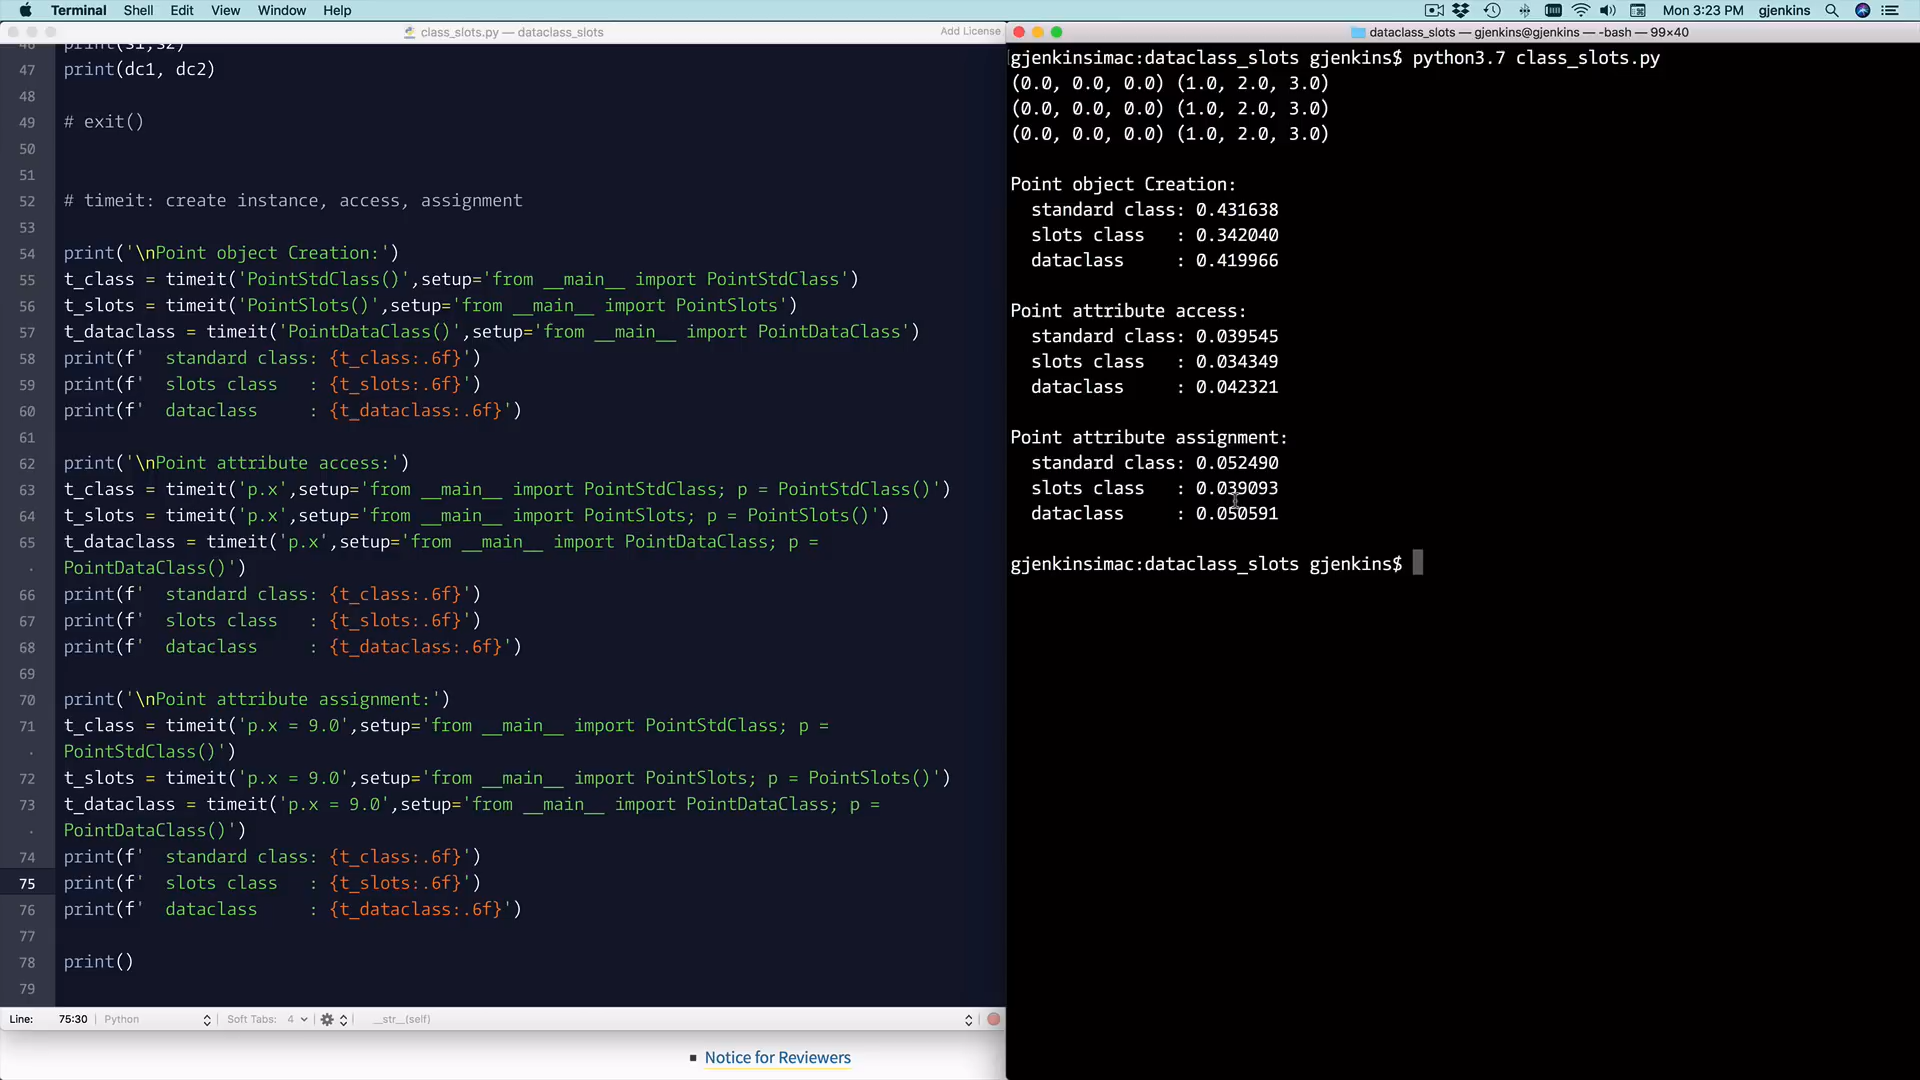 Terminal Shell Edit View Window Help
Mon 3:23 PM gjenkins
class_slots.py — dataclass_slots
Add License
46 print(s1,s2)
47 print(dc1, dc2)
48
49 # exit()
50
51
52 # timeit: create instance, access, assignment
53
54 print('\nPoint object Creation:')
55 t_class = timeit('PointStdClass()',setup='from __main__ import PointStdClass')
56 t_slots = timeit('PointSlots()',setup='from __main__ import PointSlots')
57 t_dataclass = timeit('PointDataClass()',setup='from __main__ import PointDataClass')
58 print(f'  standard class: {t_class:.6f}')
59 print(f'  slots class   : {t_slots:.6f}')
60 print(f'  dataclass     : {t_dataclass:.6f}')
61
62 print('\nPoint attribute access:')
63 t_class = timeit('p.x',setup='from __main__ import PointStdClass; p = PointStdClass()')
64 t_slots = timeit('p.x',setup='from __main__ import PointSlots; p = PointSlots()')
65 t_dataclass = timeit('p.x',setup='from __main__ import PointDataClass; p =
· PointDataClass()')
66 print(f'  standard class: {t_class:.6f}')
67 print(f'  slots class   : {t_slots:.6f}')
68 print(f'  dataclass     : {t_dataclass:.6f}')
69
70 print('\nPoint attribute assignment:')
71 t_class = timeit('p.x = 9.0',setup='from __main__ import PointStdClass; p =
· PointStdClass()')
72 t_slots = timeit('p.x = 9.0',setup='from __main__ import PointSlots; p = PointSlots()')
73 t_dataclass = timeit('p.x = 9.0',setup='from __main__ import PointDataClass; p =
· PointDataClass()')
74 print(f'  standard class: {t_class:.6f}')
75 print(f'  slots class   : {t_slots:.6f}')
76 print(f'  dataclass     : {t_dataclass:.6f}')
77
78 print()
79
Line: 75:30 Python Soft Tabs: 4 __str__(self)
▪ Notice for Reviewers
dataclass_slots — gjenkins@gjenkins — -bash — 99×40
gjenkinsimac:dataclass_slots gjenkins$ python3.7 class_slots.py
(0.0, 0.0, 0.0) (1.0, 2.0, 3.0)
(0.0, 0.0, 0.0) (1.0, 2.0, 3.0)
(0.0, 0.0, 0.0) (1.0, 2.0, 3.0)
Point object Creation:
  standard class: 0.431638
  slots class   : 0.342040
  dataclass     : 0.419966
Point attribute access:
  standard class: 0.039545
  slots class   : 0.034349
  dataclass     : 0.042321
Point attribute assignment:
  standard class: 0.052490
  slots class   : 0.039093
  dataclass     : 0.050591
gjenkinsimac:dataclass_slots gjenkins$